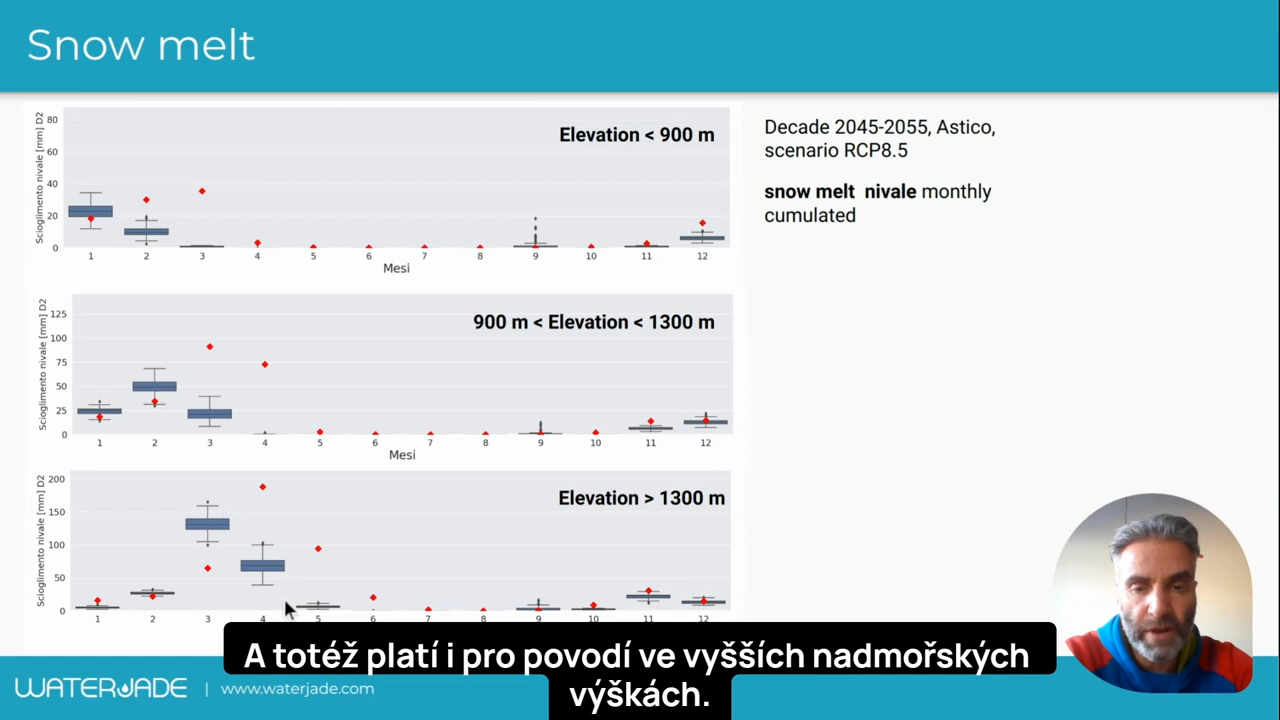 Snow melt
Scioglimento nivale [mm] D2
80
60
40
20
0
Elevation < 900 m
1 2 3 4 5 6 7 8 9 10 11 12
Mesi
Decade 2045-2055, Astico,
scenario RCP8.5
snow melt nivale monthly
cumulated
Scioglimento nivale [mm] D2
125
100
75
50
25
0
900 m < Elevation < 1300 m
1 2 3 4 5 6 7 8 9 10 11 12
Mesi
Scioglimento nivale [mm] D2
200
150
100
50
0
Elevation > 1300 m
1 2 3 4 5 6 7 8 9 10 11 12
A totéž platí i pro povodí ve vyšších nadmořských
výškách.
WATERJADE | www.waterjade.com